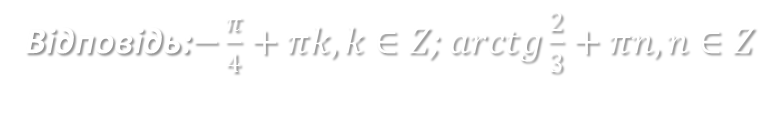 Відповідь:− π/4 + πk, k ∈ Z; arctg 2/3 + πn, n ∈ Z